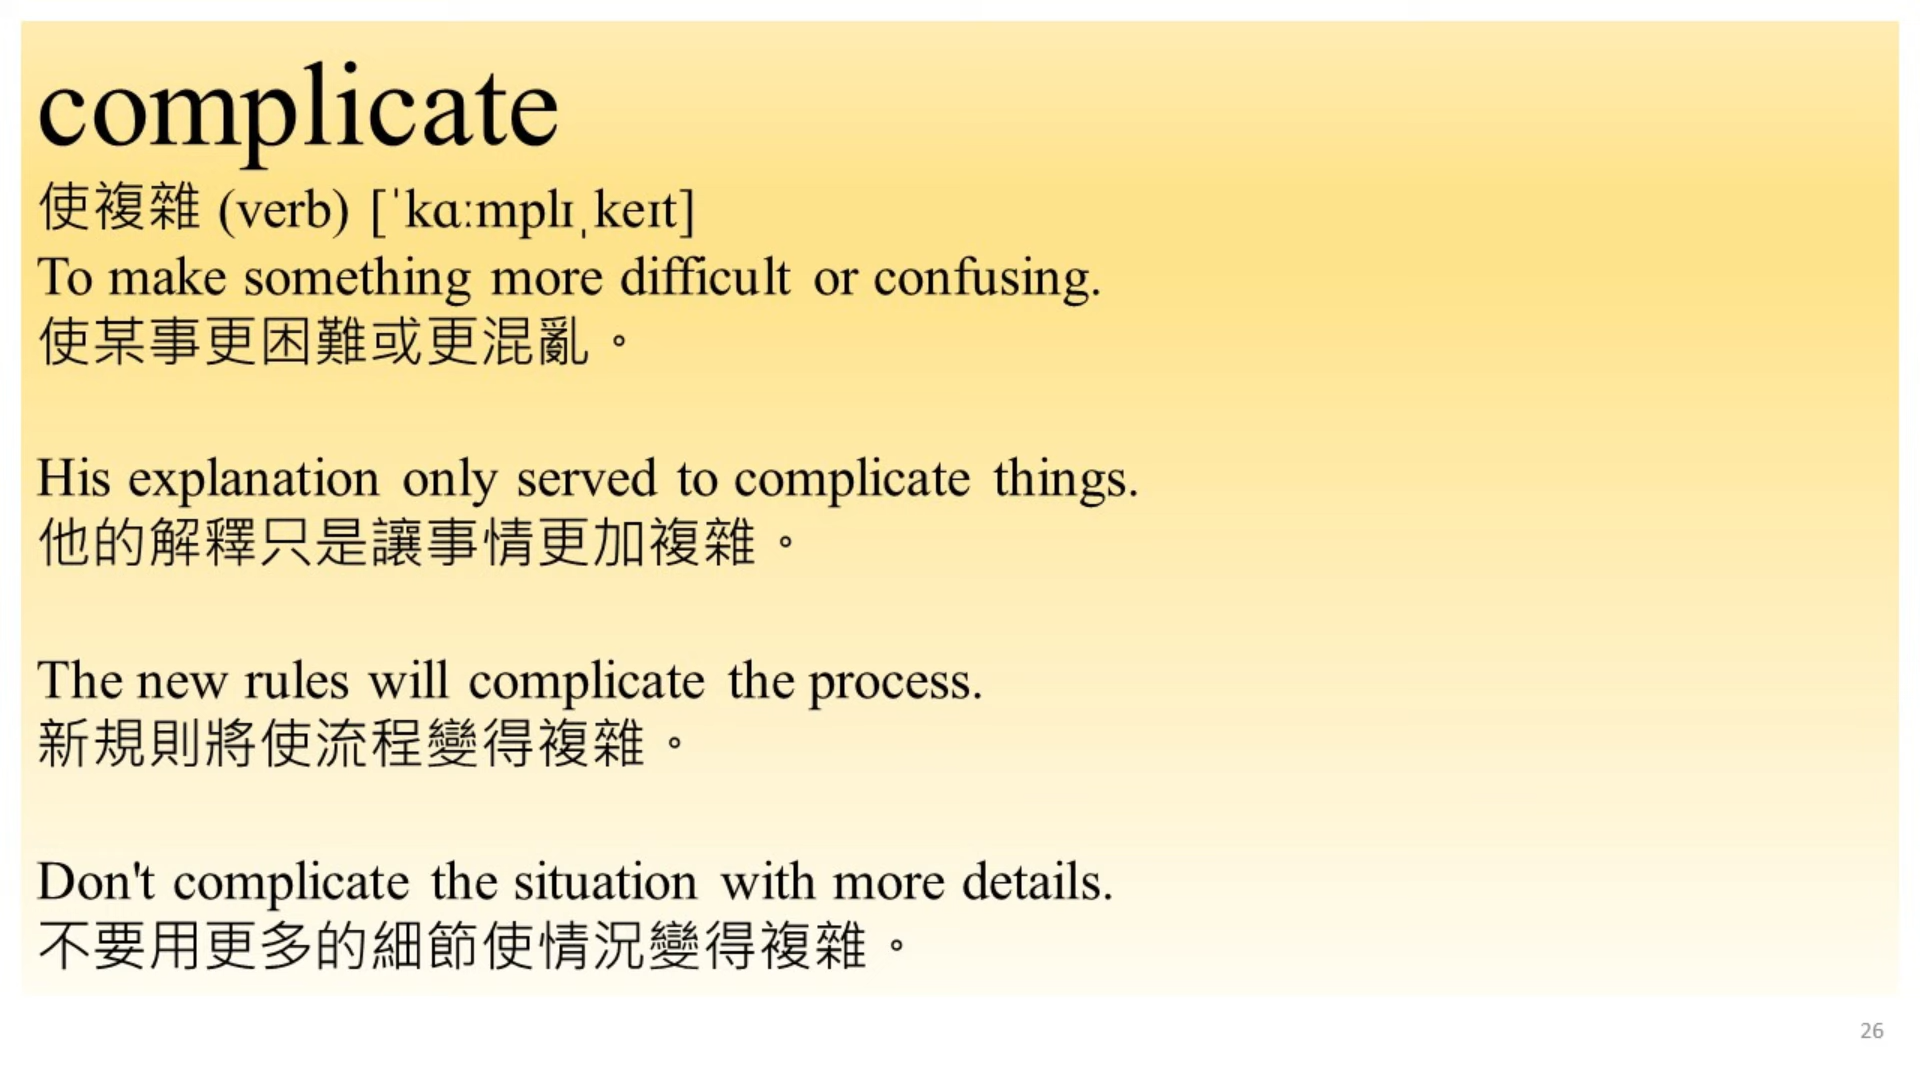 complicate
使複雜 (verb) [ˈkɑːmplɪˌkeɪt]
To make something more difficult or confusing.
使某事更困難或更混亂。
His explanation only served to complicate things.
他的解釋只是讓事情更加複雜。
The new rules will complicate the process.
新規則將使流程變得複雜。
Don't complicate the situation with more details.
不要用更多的細節使情況變得複雜。
26